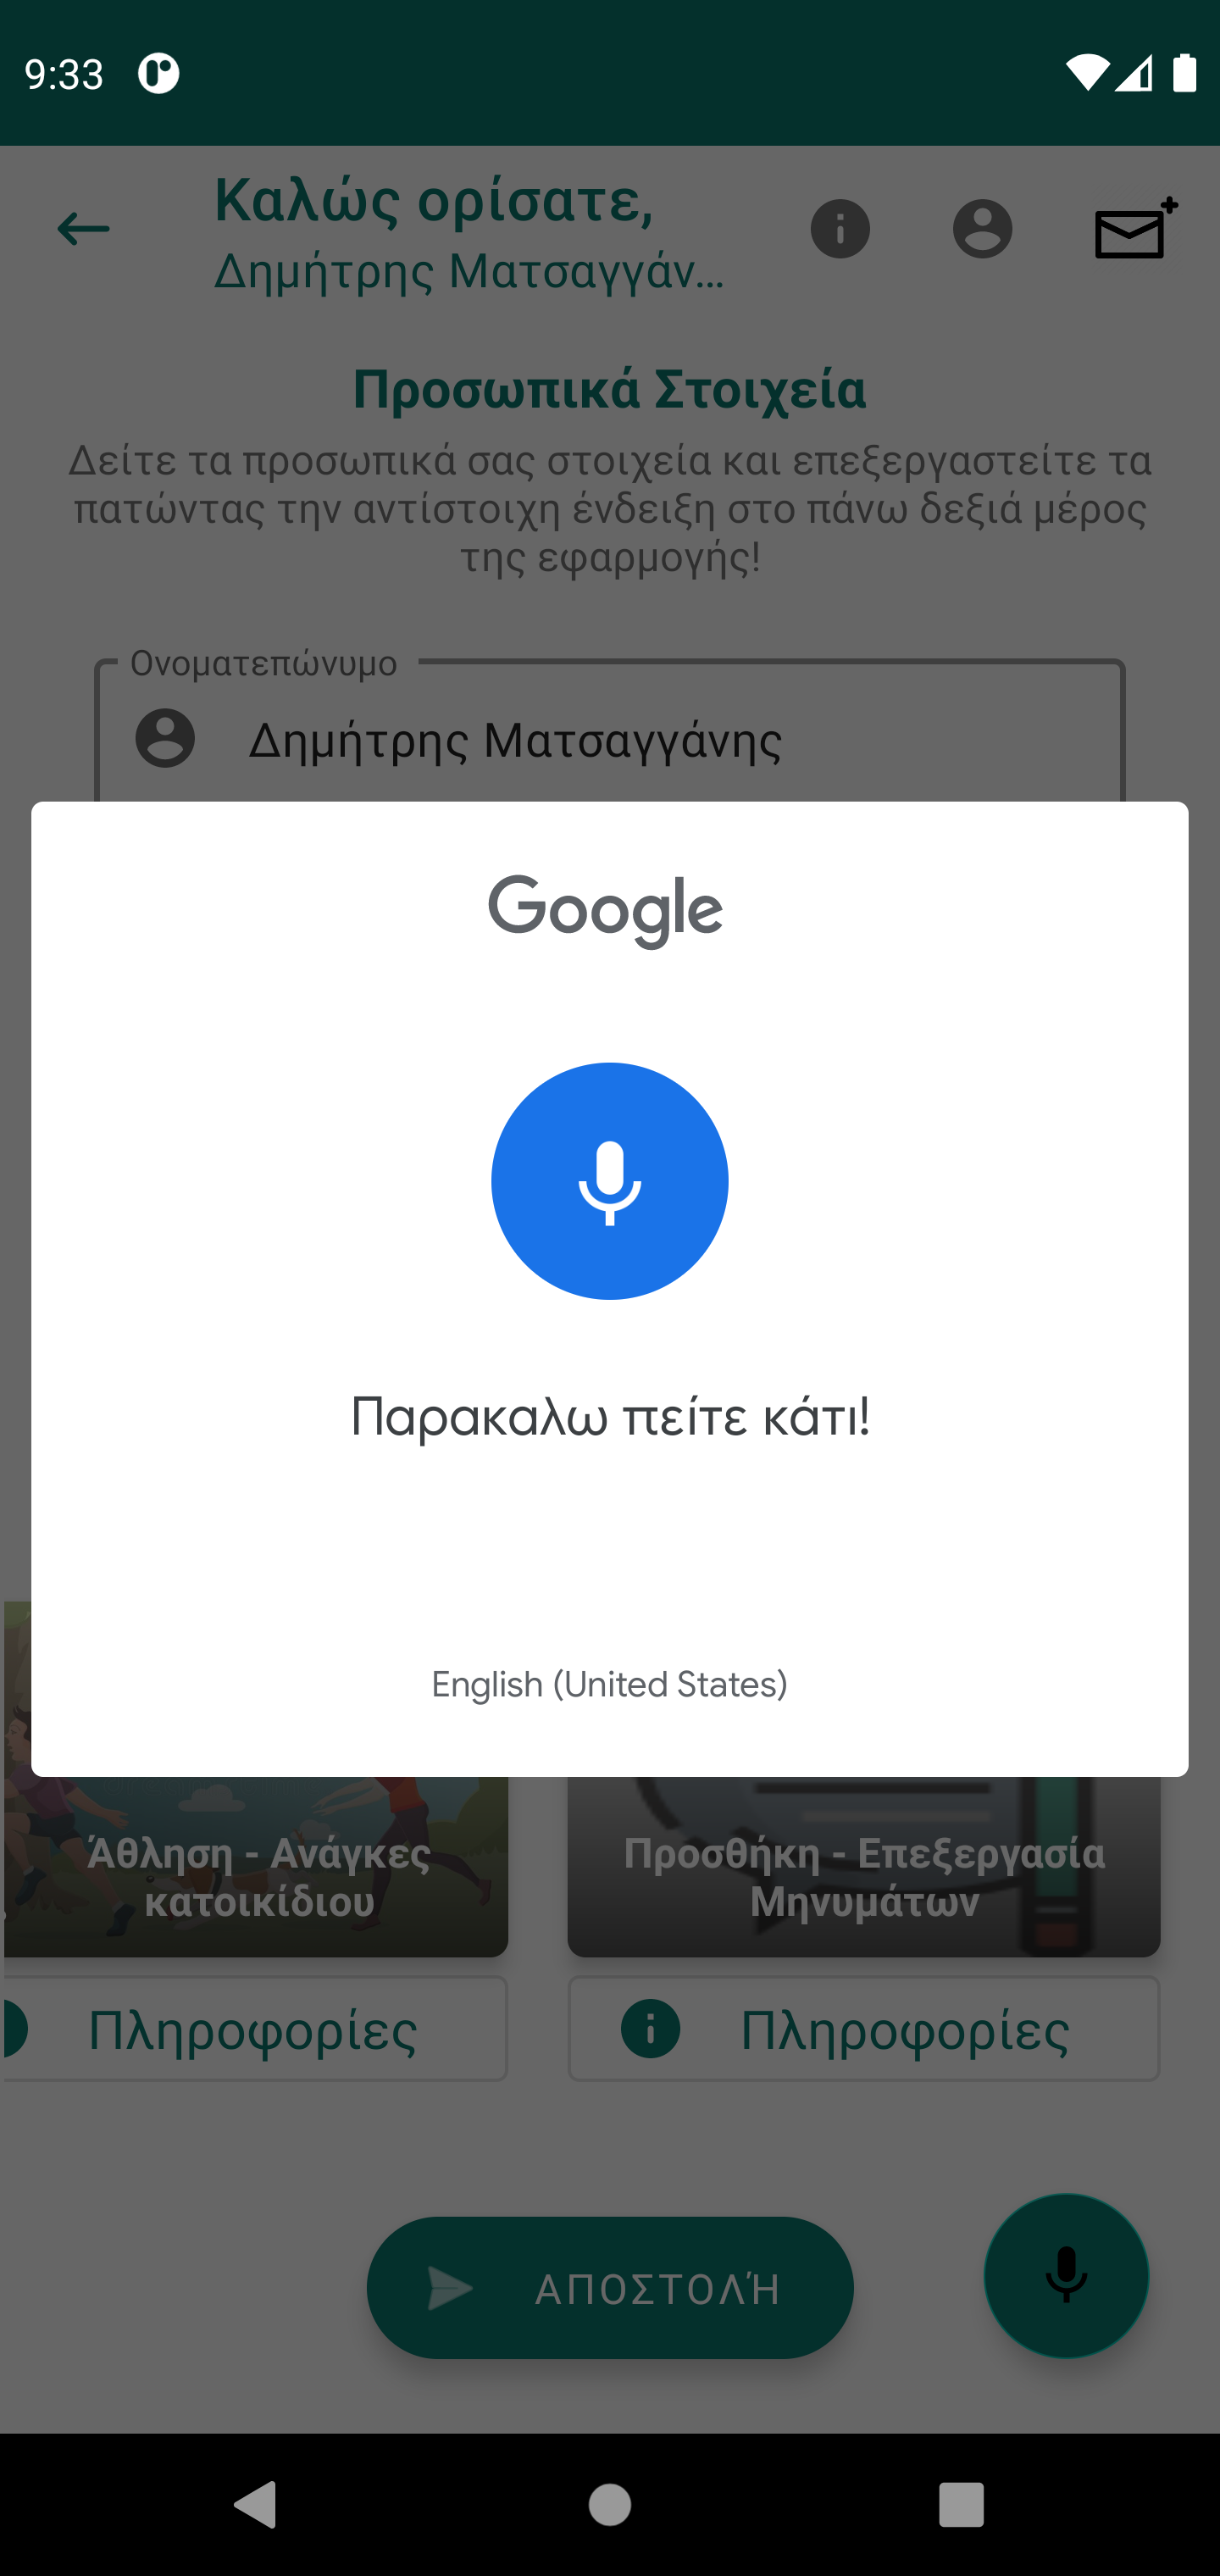 9:33
Καλώς ορίσατε,
Δημήτρης Ματσαγγάν...
Προσωπικά Στοιχεία
Δείτε τα προσωπικά σας στοιχεία και επεξεργαστείτε τα
πατώντας την αντίστοιχη ένδειξη στο πάνω δεξιά μέρος
της εφαρμογής!
Ονοματεπώνυμο
Δημήτρης Ματσαγγάνης
Google
Παρακαλω πείτε κάτι!
English (United States)
Άθληση - Ανάγκες
κατοικίδιου
Προσθήκη - Επεξεργασία
Μηνυμάτων
Πληροφορίες
Πληροφορίες
ΑΠΟΣΤΟΛΉ